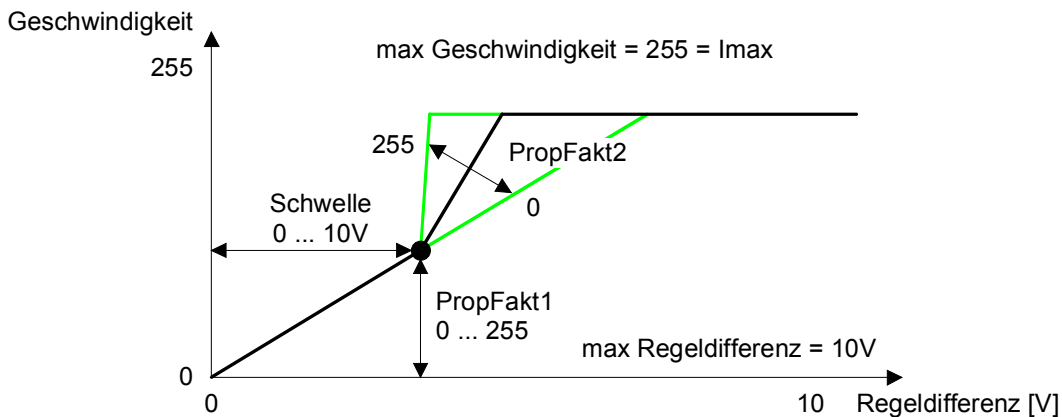 Geschwindigkeit
max Geschwindigkeit = 255 = Imax
255
255
PropFakt2
0
Schwelle
0 ... 10V
PropFakt1
0 ... 255
max Regeldifferenz = 10V
0
0
10
Regeldifferenz [V]